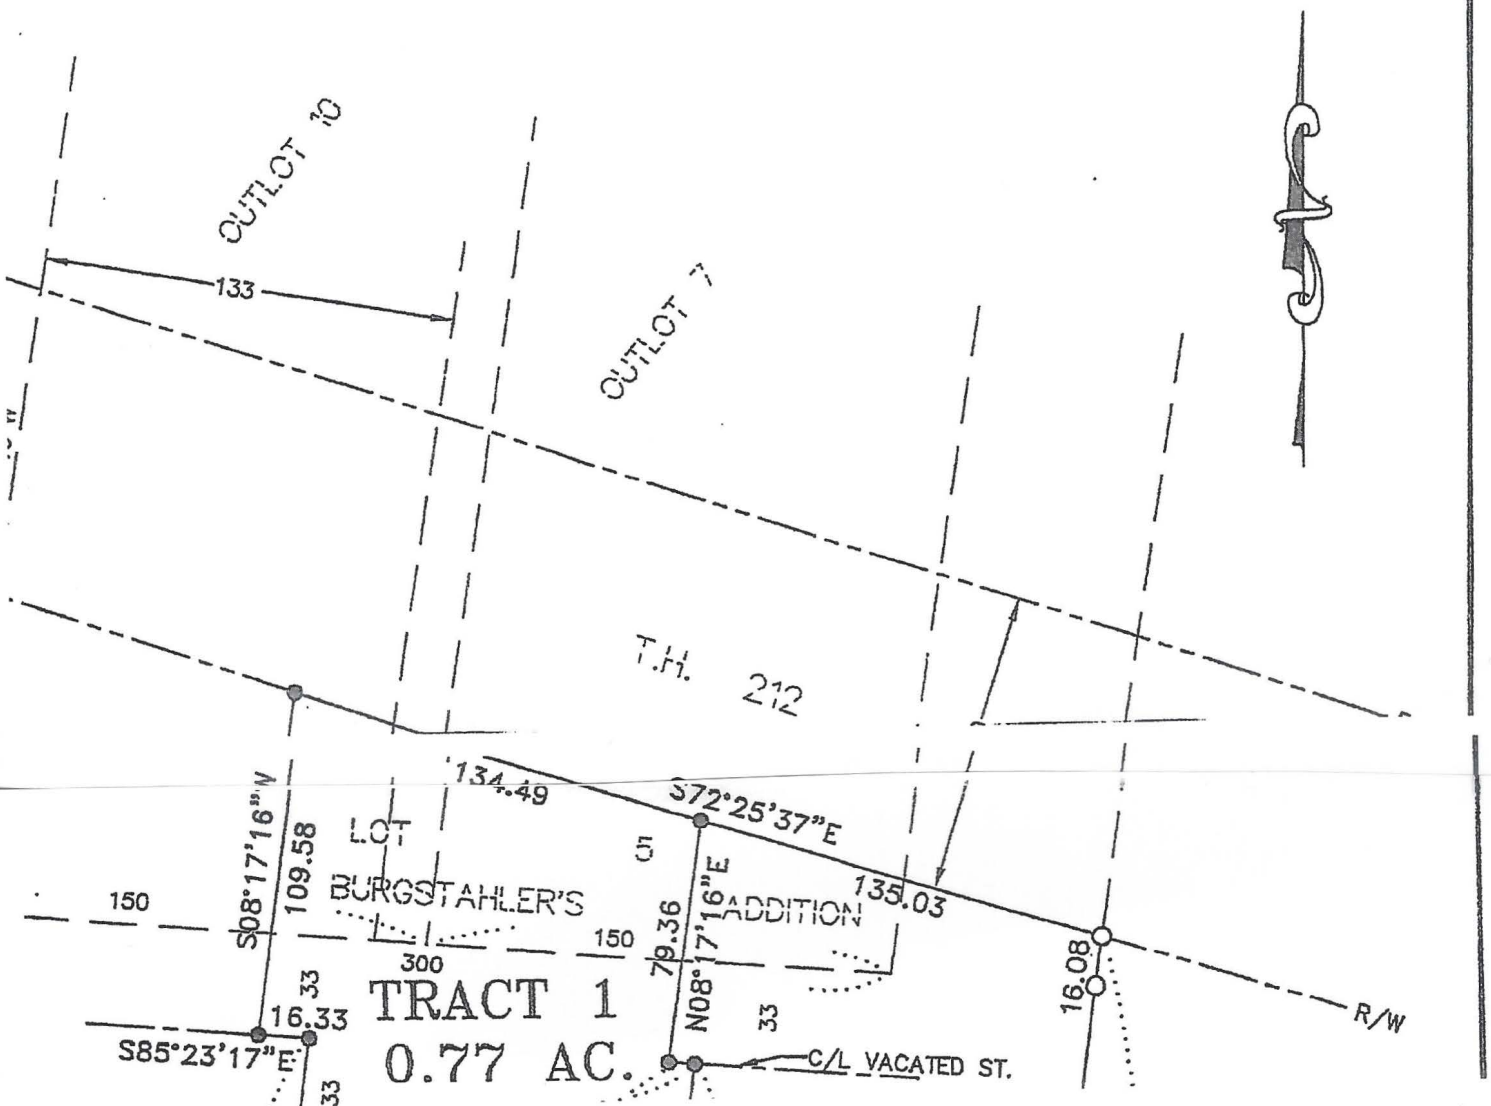 OUTLOT 10
133
OUTLOT 7
T.H. 212
134.49
S72°25'37"E
S08°17'16"W
109.58
LOT 5
BURGSTAHLER'S ADDITION
135.03
150
150
300
79.36
N08°17'16"E
16.08
33
33
TRACT 1
0.77 AC.
16.33
S85°23'17"E
33
C/L VACATED ST.
R/W